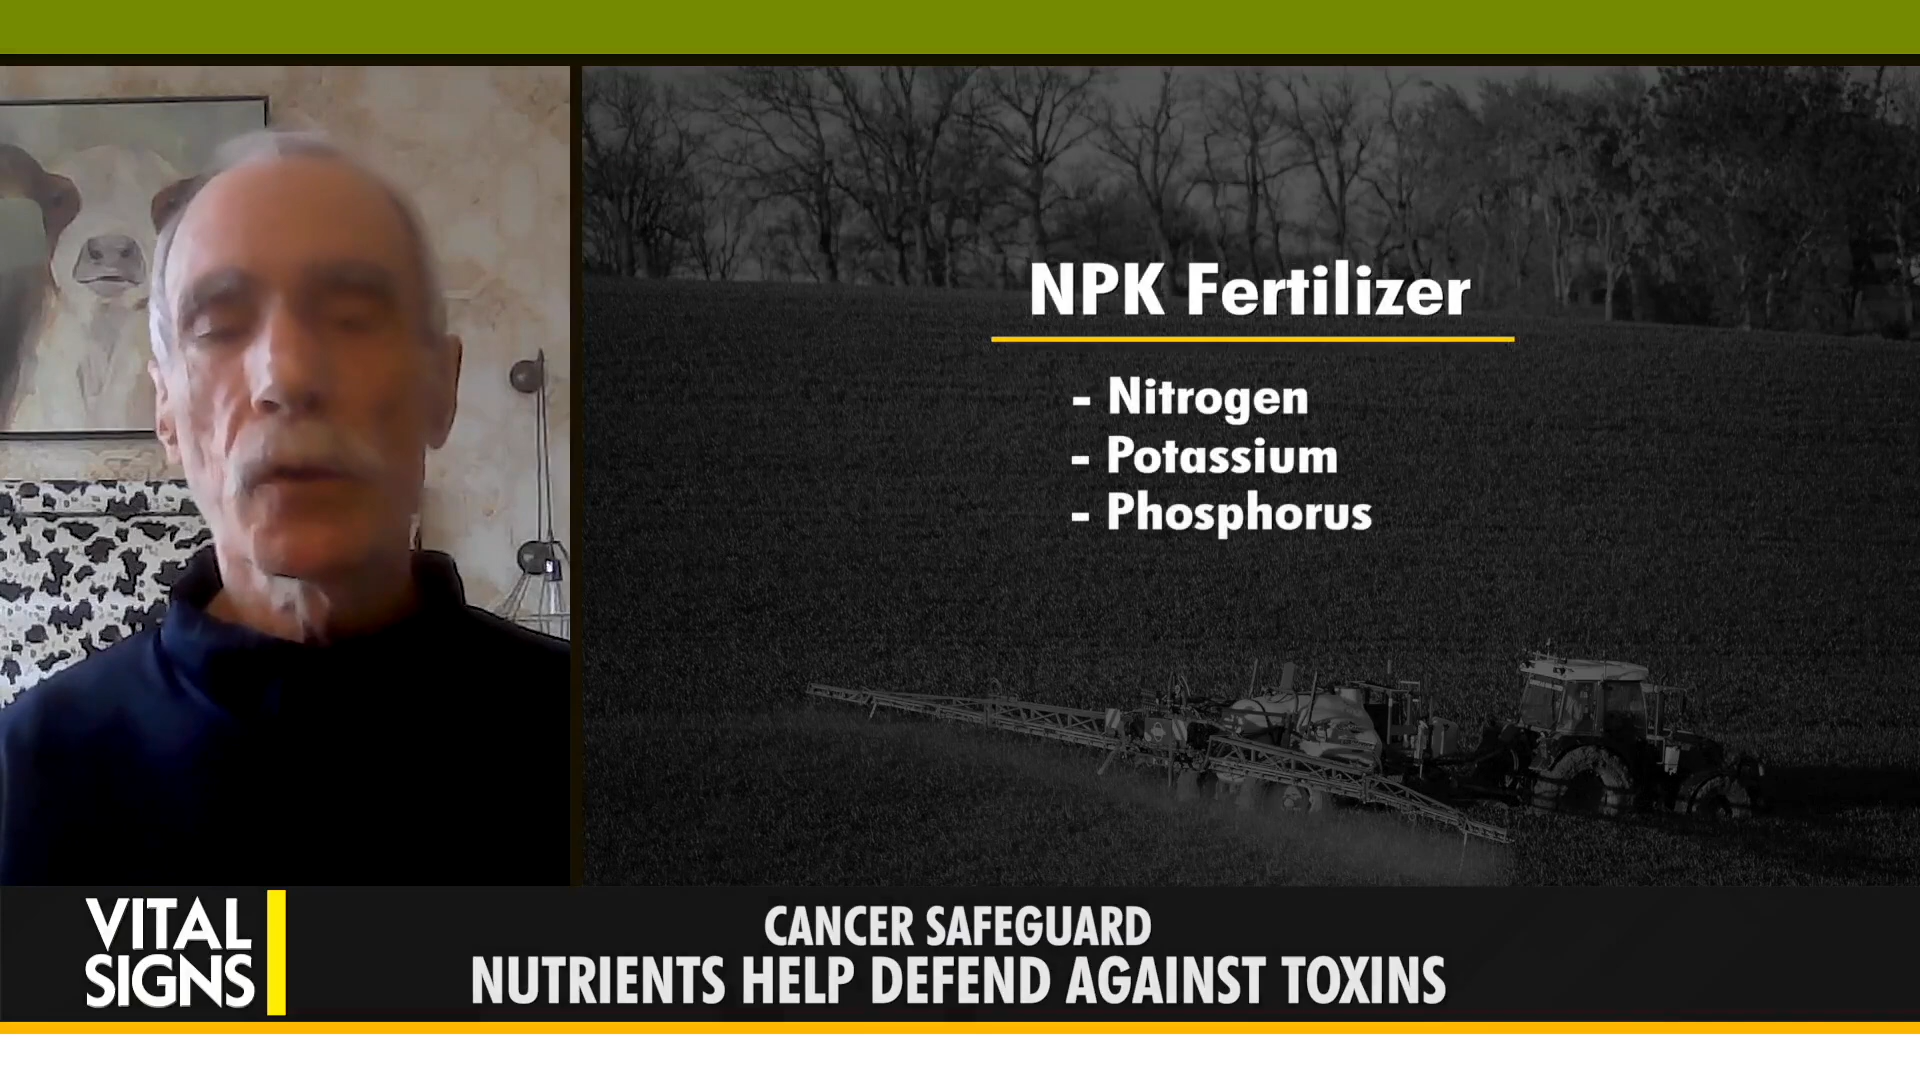 NPK Fertilizer
- Nitrogen
- Potassium
- Phosphorus
VITAL
SIGNS
CANCER SAFEGUARD
NUTRIENTS HELP DEFEND AGAINST TOXINS